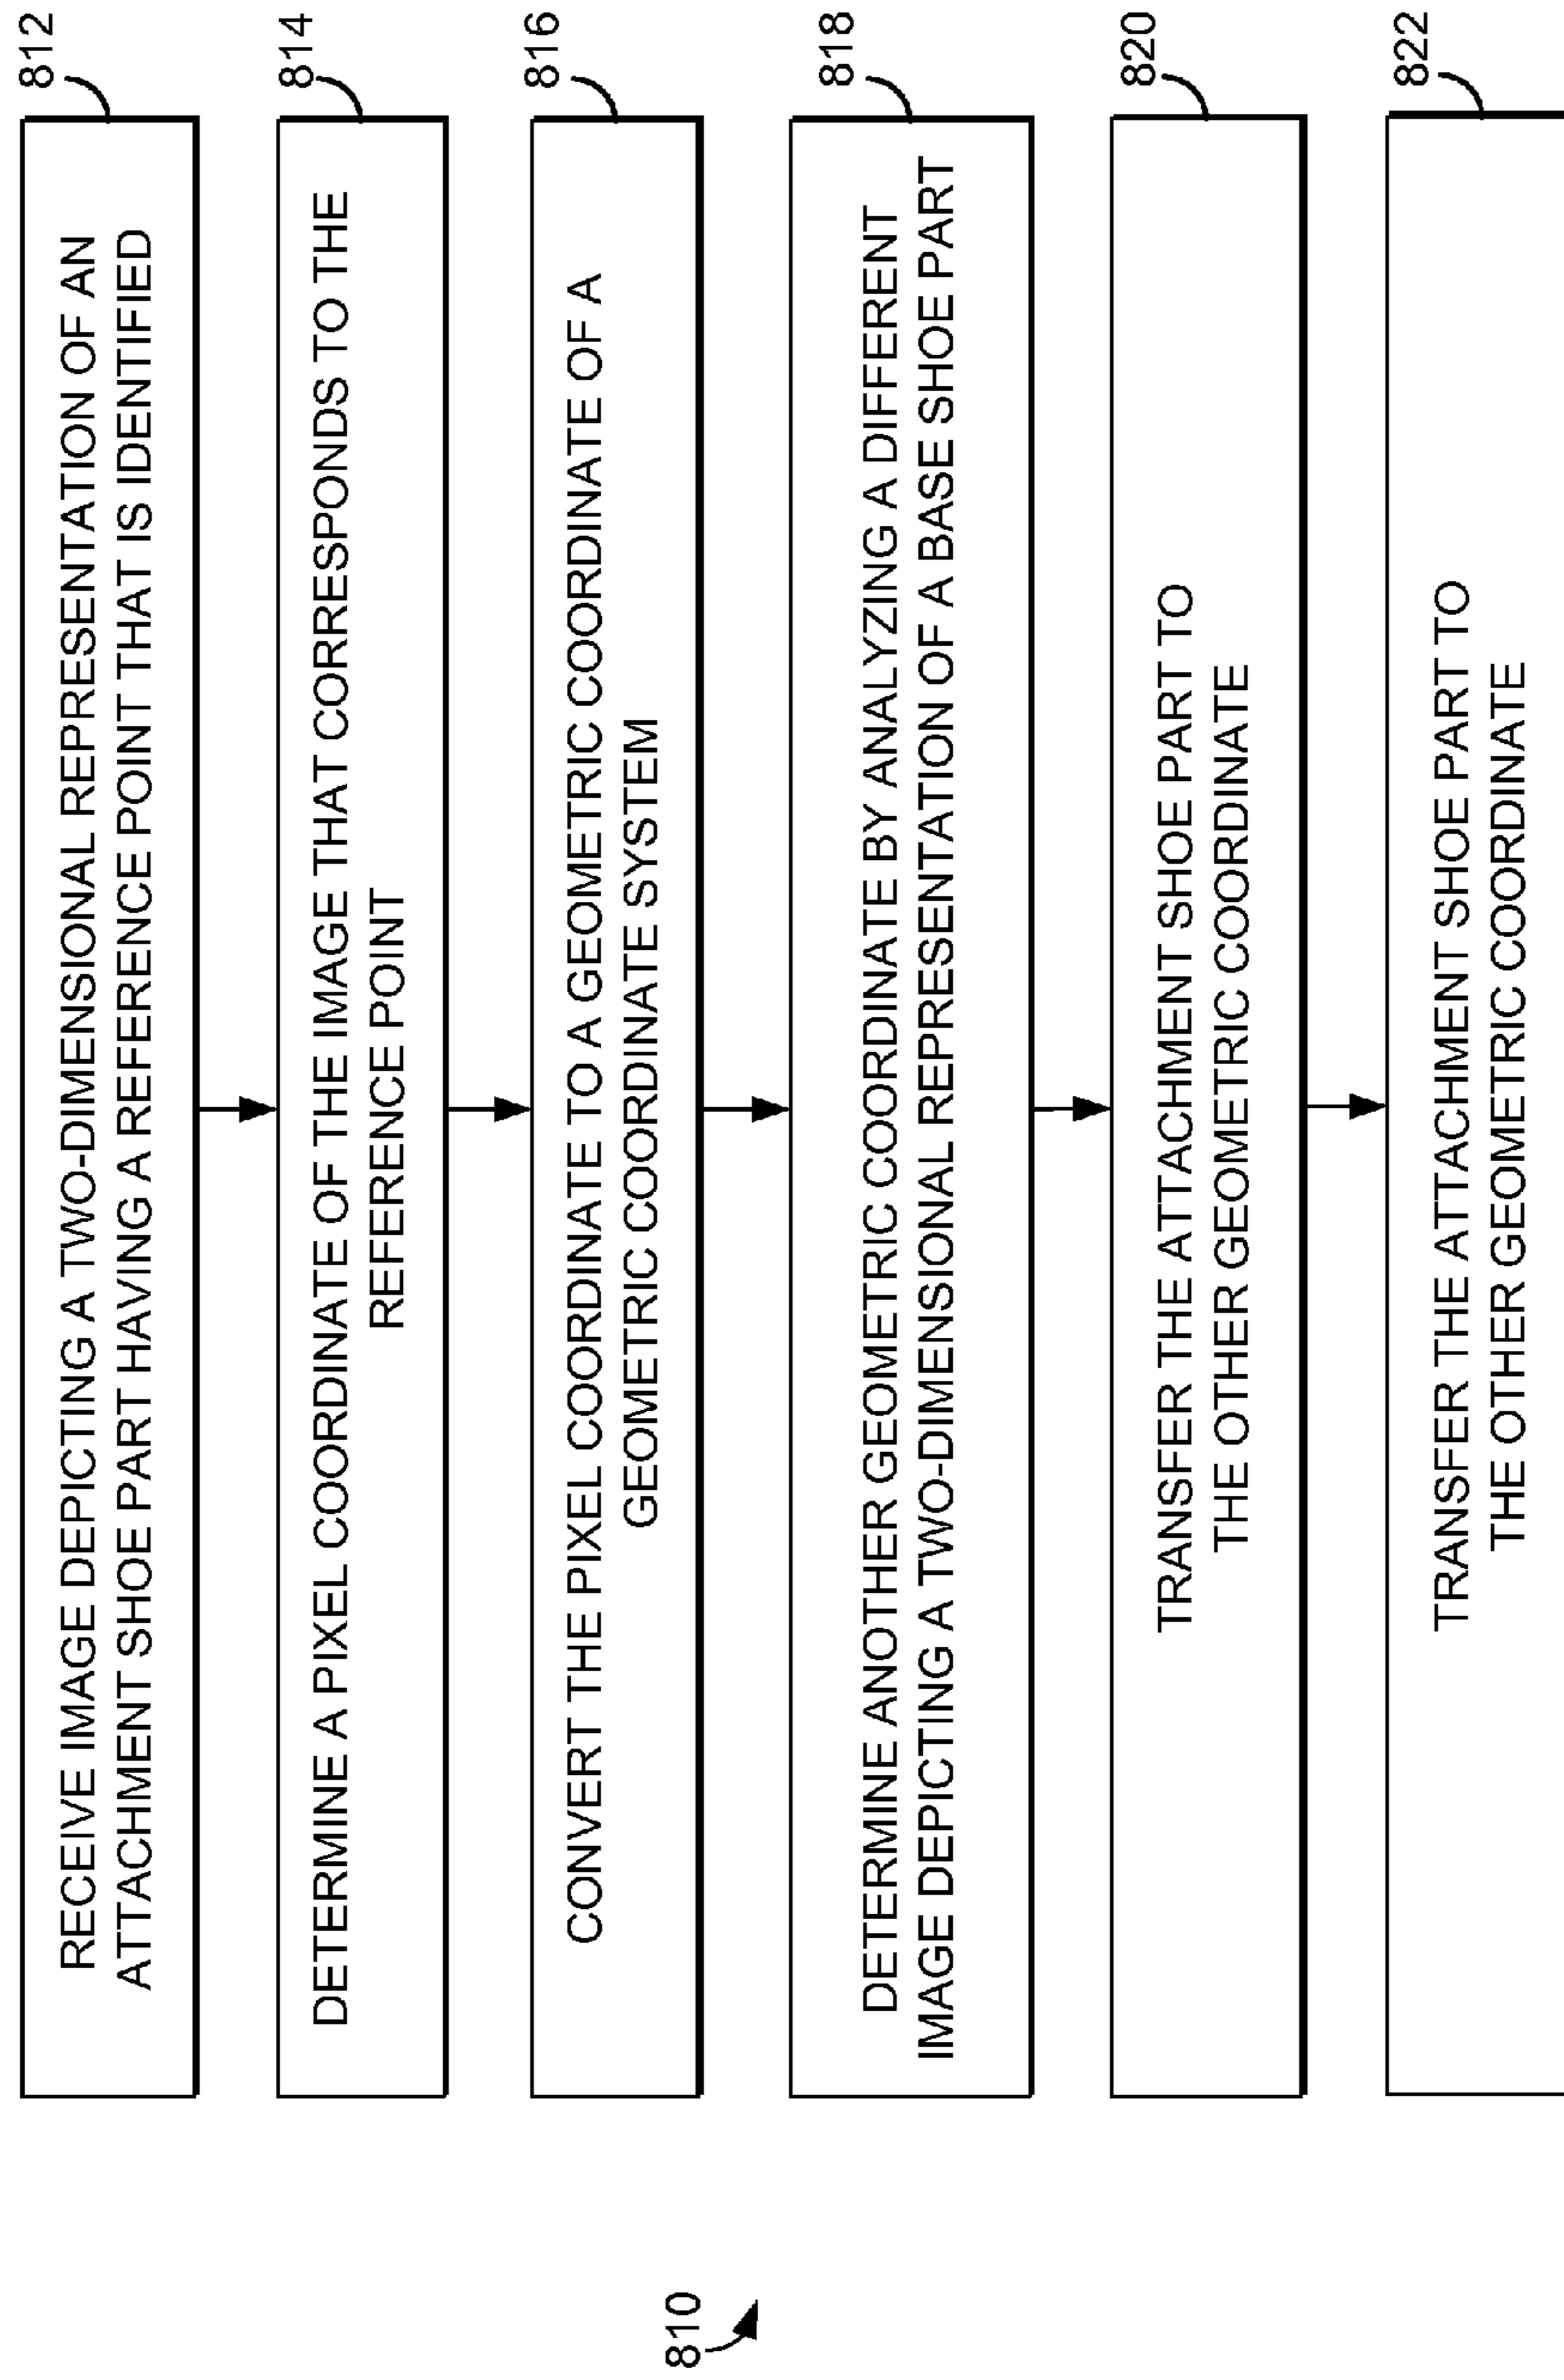 812
RECEIVE IMAGE DEPICTING A TWO-DIMENSIONAL REPRESENTATION OF AN
ATTACHMENT SHOE PART HAVING A REFERENCE POINT THAT IS IDENTIFIED
814
DETERMINE A PIXEL COORDINATE OF THE IMAGE THAT CORRESPONDS TO THE
REFERENCE POINT
816
CONVERT THE PIXEL COORDINATE TO A GEOMETRIC COORDINATE OF A
GEOMETRIC COORDINATE SYSTEM
818
DETERMINE ANOTHER GEOMETRIC COORDINATE BY ANALYZING A DIFFERENT
IMAGE DEPICTING A TWO-DIMENSIONAL REPRESENTATION OF A BASE SHOE PART
820
TRANSFER THE ATTACHMENT SHOE PART TO
THE OTHER GEOMETRIC COORDINATE
822
TRANSFER THE ATTACHMENT SHOE PART TO
THE OTHER GEOMETRIC COORDINATE
810